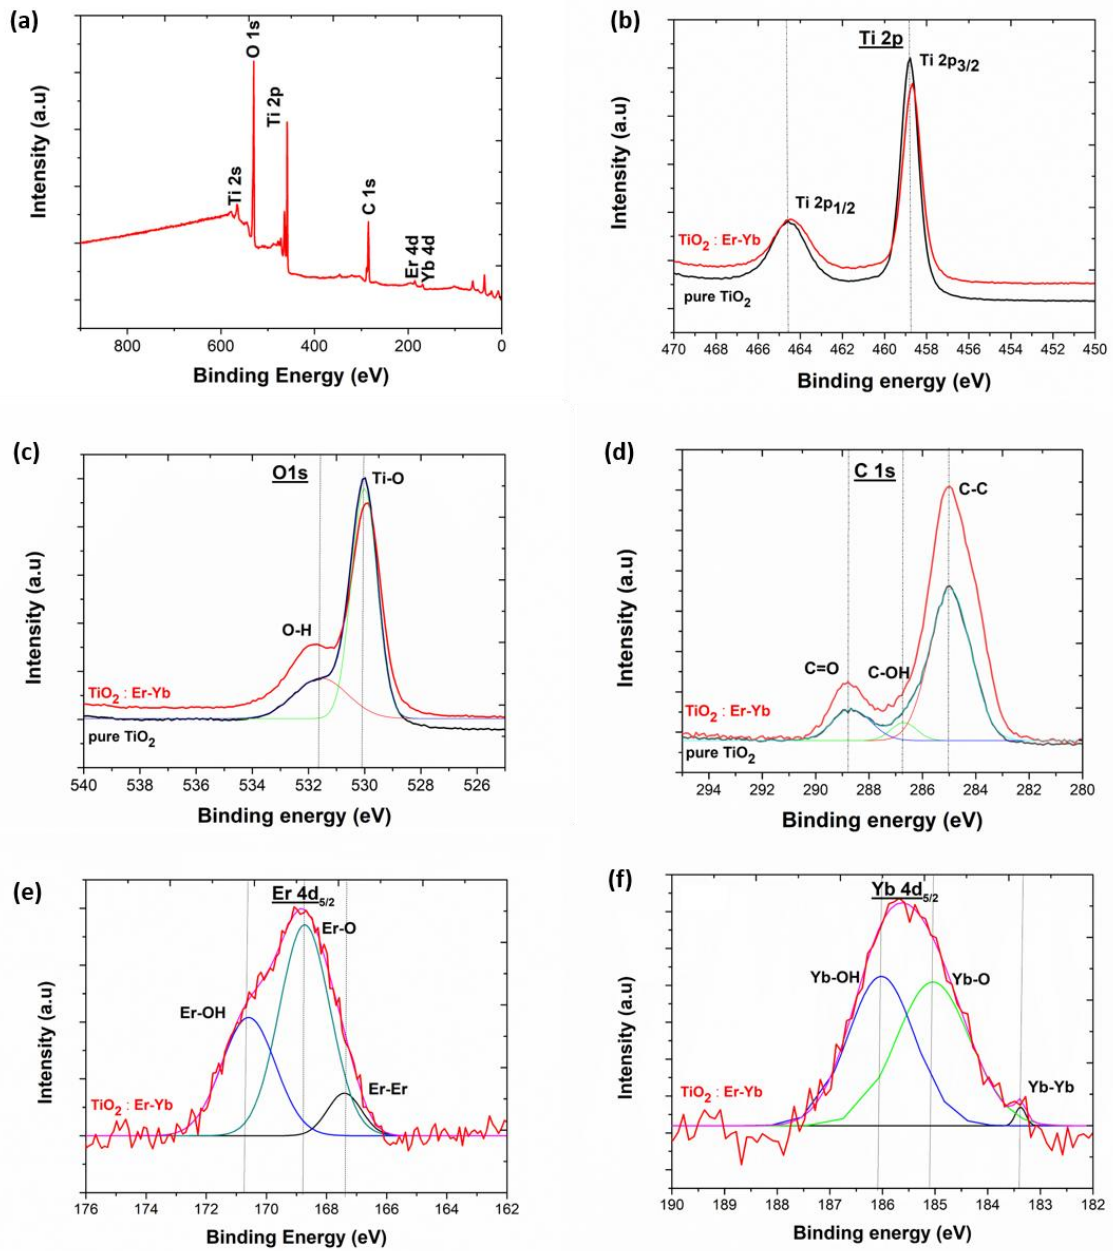 (a)
Intensity (a.u)
Ti 2s
O 1s
Ti 2p
C 1s
Er 4d
Yb 4d
800 600 400 200 0
Binding Energy (eV)
(b)
Intensity (a.u)
Ti 2p
Ti 2p3/2
Ti 2p1/2
TiO2 : Er-Yb
pure TiO2
470 468 466 464 462 460 458 456 454 452 450
Binding energy (eV)
(c)
Intensity (a.u)
O1s
Ti-O
O-H
TiO2 : Er-Yb
pure TiO2
540 538 536 534 532 530 528 526
Binding energy (eV)
(d)
Intensity (a.u)
C 1s
C-C
C=O
C-OH
TiO2 : Er-Yb
pure TiO2
294 292 290 288 286 284 282 280
Binding energy (eV)
(e)
Intensity (a.u)
Er 4d5/2
Er-O
Er-OH
Er-Er
TiO2 : Er-Yb
176 174 172 170 168 166 164 162
Binding Energy (eV)
(f)
Intensity (a.u)
Yb 4d5/2
Yb-OH
Yb-O
Yb-Yb
TiO2 : Er-Yb
190 189 188 187 186 185 184 183 182
Binding energy (eV)